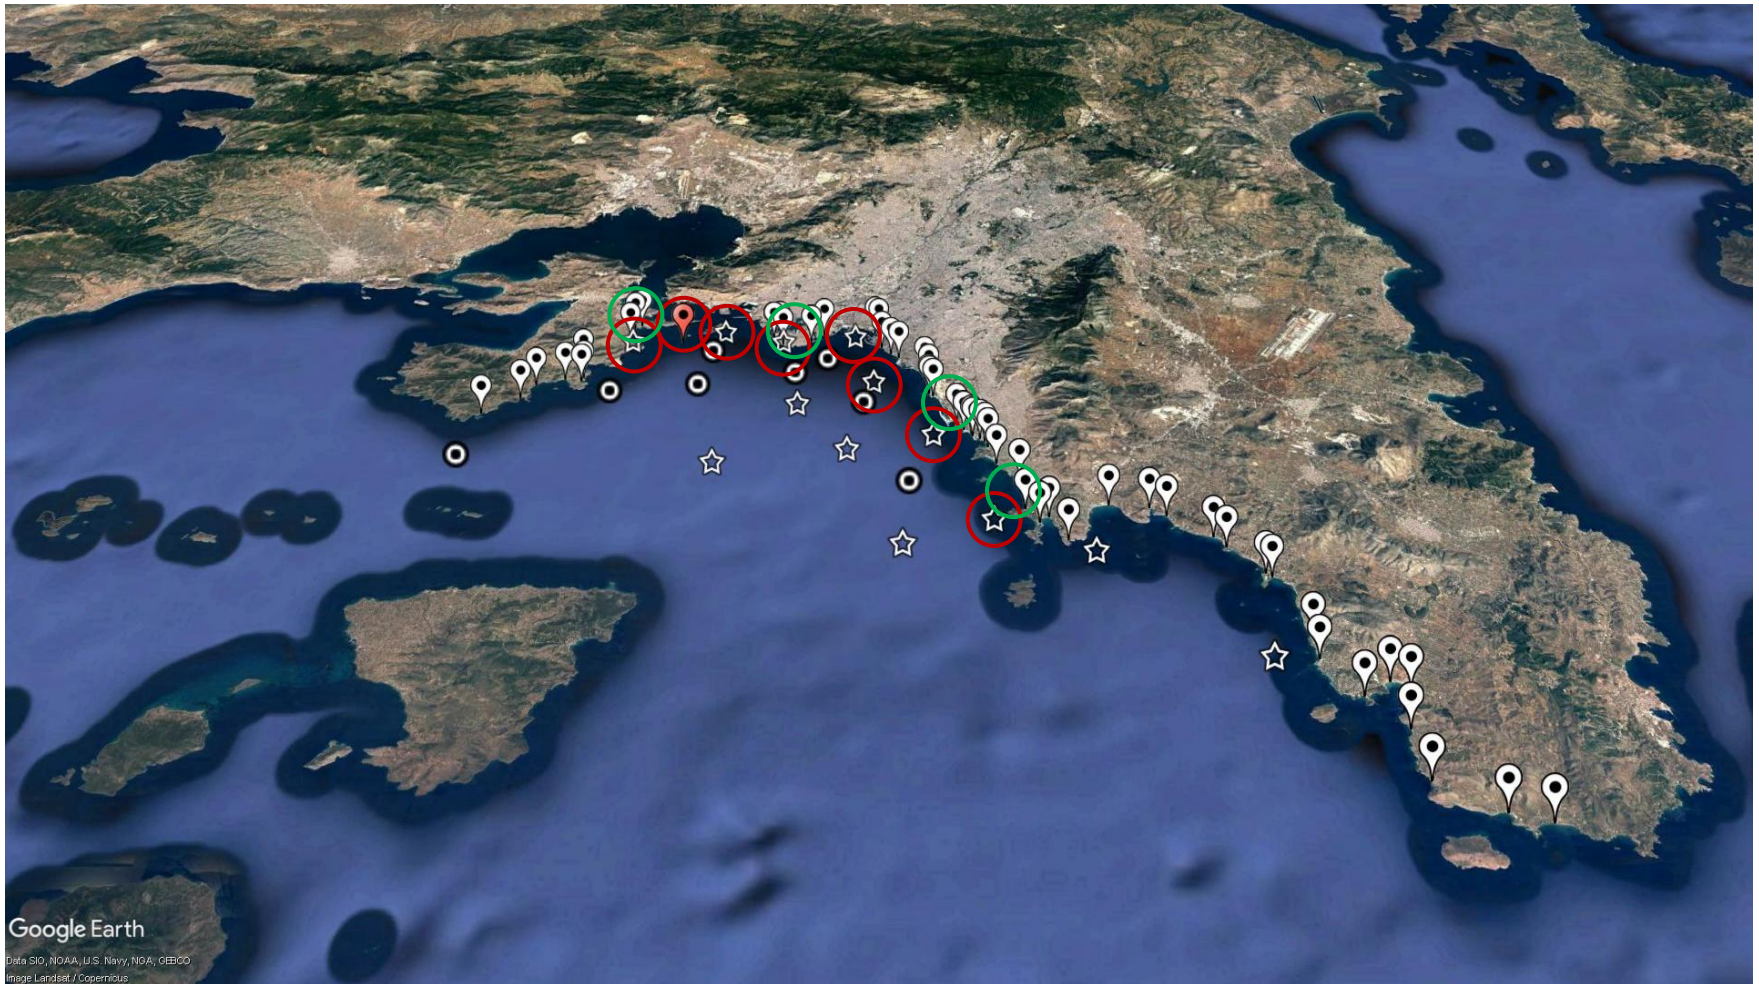 Google Earth
Data SIO, NOAA, U.S. Navy, NGA, GEBCO
Image Landsat / Copernicus